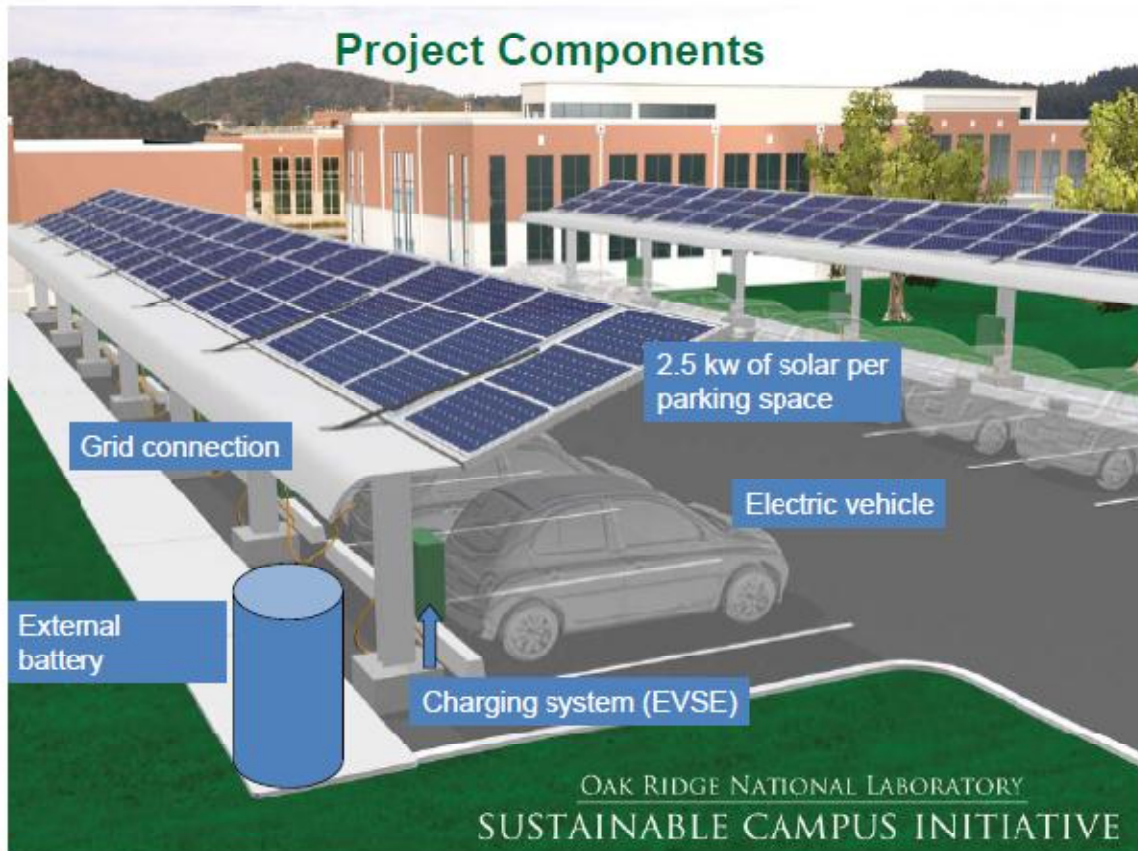 Project Components
2.5 kw of solar per
parking space
Grid connection
Electric vehicle
External
battery
Charging system (EVSE)
OAK RIDGE NATIONAL LABORATORY
SUSTAINABLE CAMPUS INITIATIVE